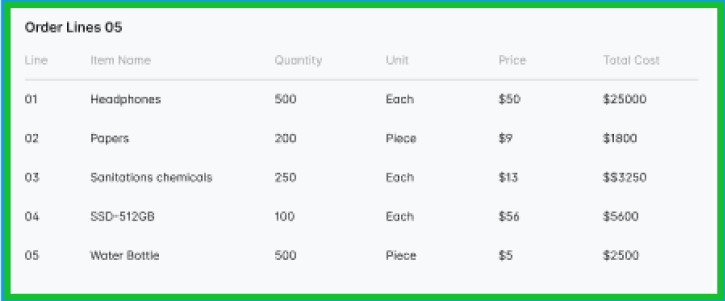 Order Lines 05
Line Item Name Quantity Unit Price Total Cost
01 Headphones 500 Each $50 $25000
02 Papers 200 Piece $9 $1800
03 Sanitations chemicals 250 Each $13 $$3250
04 SSD-512GB 100 Each $56 $5600
05 Water Bottle 500 Piece $5 $2500